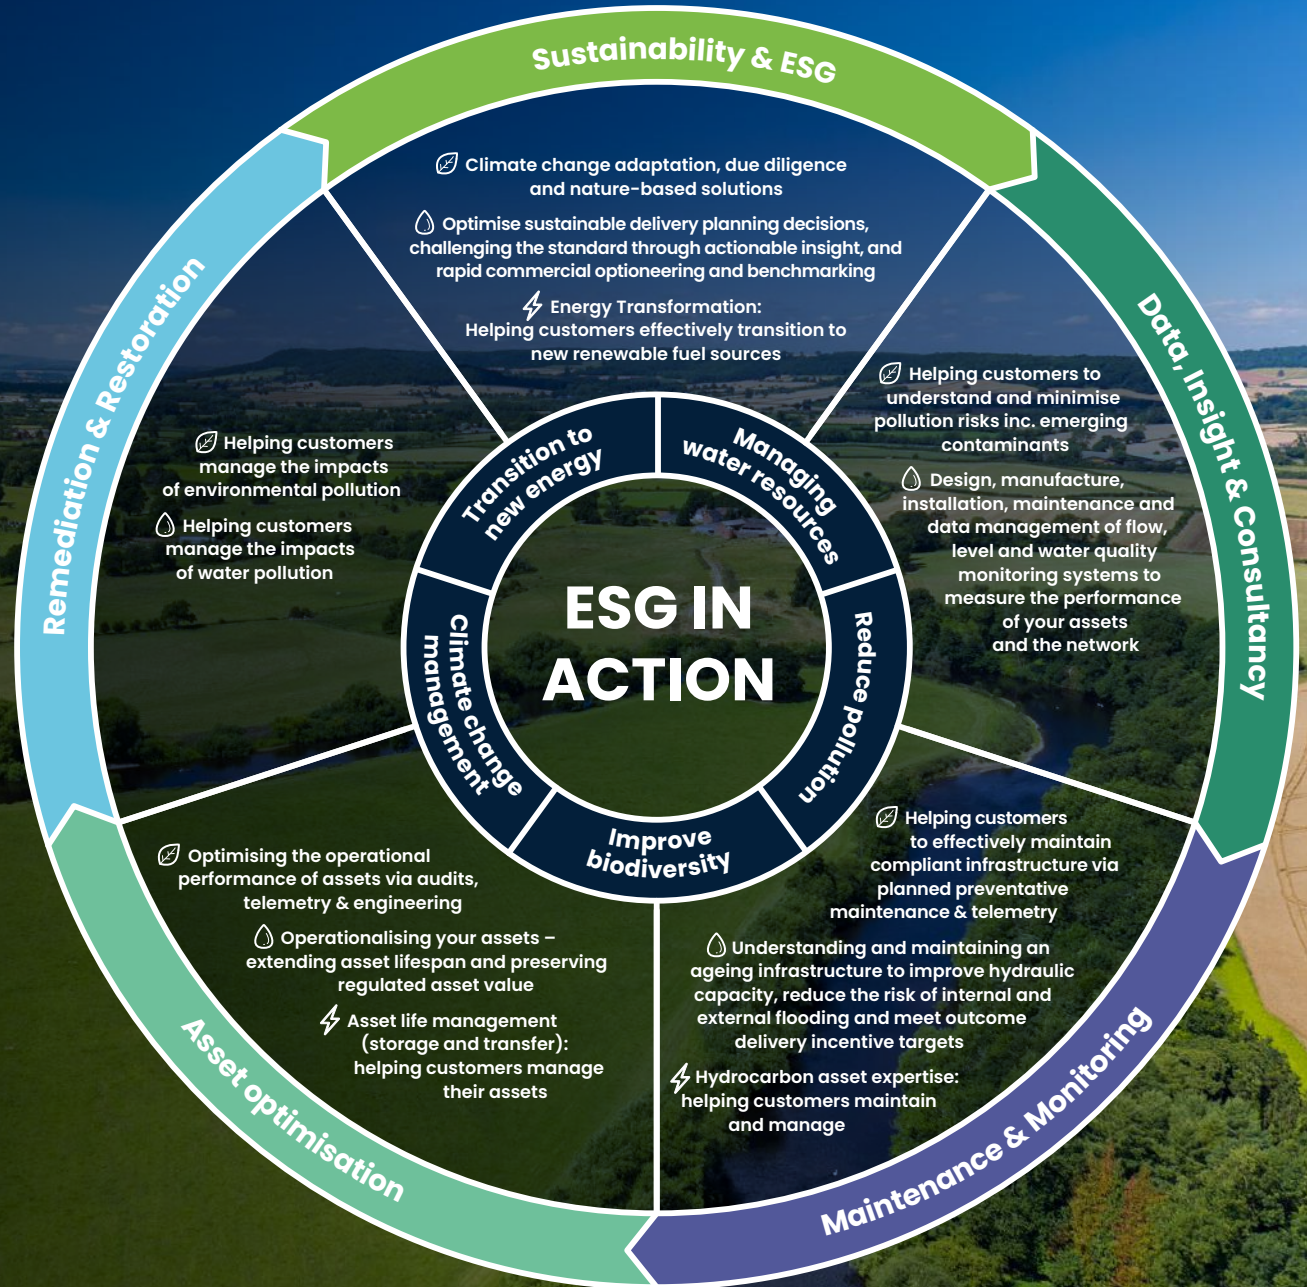 Sustainability & ESG
Climate change adaptation, due diligence
and nature-based solutions
Optimise sustainable delivery planning decisions,
challenging the standard through actionable insight, and
rapid commercial optioneering and benchmarking
Energy Transformation:
Helping customers effectively transition to
new renewable fuel sources
Data, Insight & Consultancy
Helping customers to
understand and minimise
pollution risks inc. emerging
contaminants
Design, manufacture,
installation, maintenance and
data management of flow,
level and water quality
monitoring systems to
measure the performance
of your assets
and the network
Maintenance & Monitoring
Helping customers
to effectively maintain
compliant infrastructure via
planned preventative
maintenance & telemetry
Understanding and maintaining an
ageing infrastructure to improve hydraulic
capacity, reduce the risk of internal and
external flooding and meet outcome
delivery incentive targets
Hydrocarbon asset expertise:
helping customers maintain
and manage
Asset optimisation
Optimising the operational
performance of assets via audits,
telemetry & engineering
Operationalising your assets –
extending asset lifespan and preserving
regulated asset value
Asset life management
(storage and transfer):
helping customers manage
their assets
Remediation & Restoration
Helping customers
manage the impacts
of environmental pollution
Helping customers
manage the impacts
of water pollution
Transition to
new energy
Managing
water resources
Reduce pollution
Improve
biodiversity
Climate change
management
ESG IN
ACTION